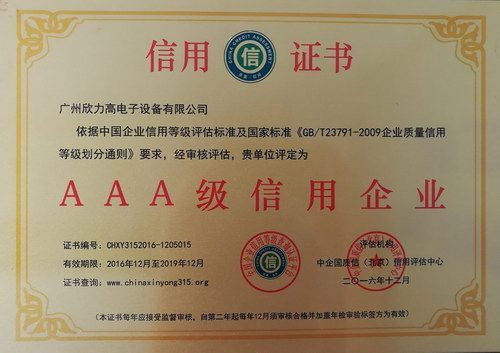 信用证书
CHINA CREDIT ASSESSMENT
信
质量 信用
广州欣力高电子设备有限公司
依据中国企业信用等级评估标准及国家标准《GB/T23791-2009企业质量信用
等级划分通则》要求，经审核评估，贵单位评定为
AAA级信用企业
证书编号：CHXY3152016-1205015
评估机构
有效期限：2016年12月至2019年12月
中企国质信（北京）信用评估中心
证书查询：www.chinaxinyong315.org
二〇一六年十二月
（本证书每年应接受监督审核，自第二年起每年12月须审核合格并加盖年检审验标签方为有效）